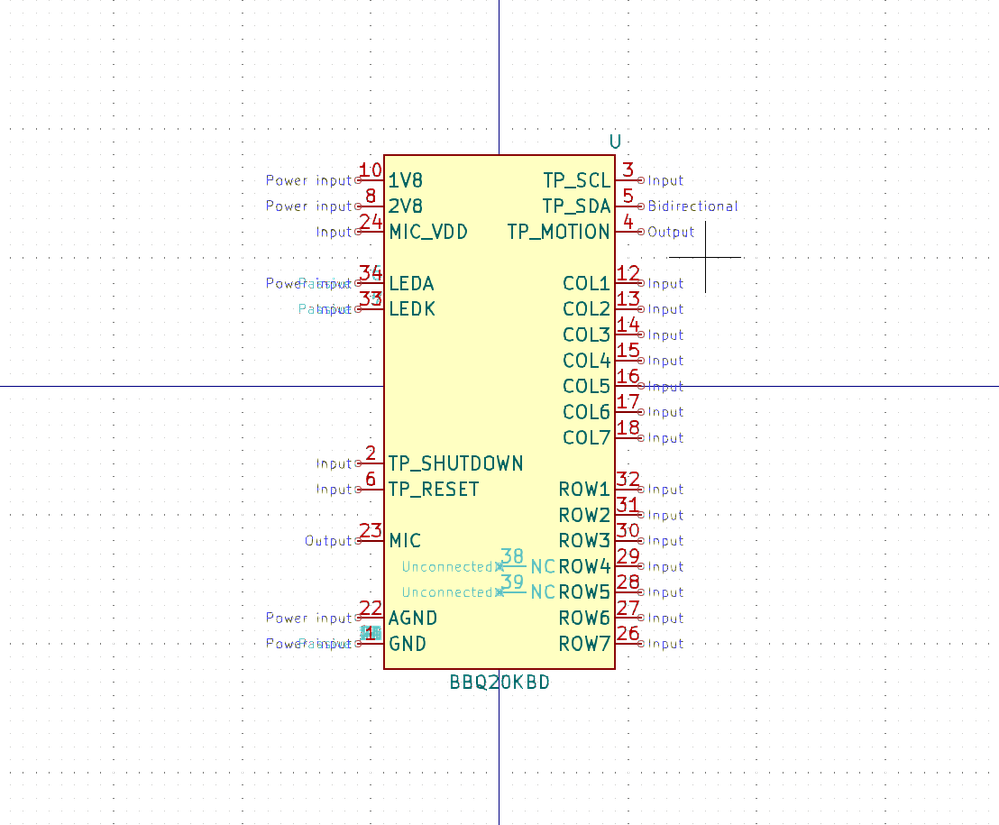 U
Power input 10 1V8 TP_SCL 3 Input
Power input 8 2V8 TP_SDA 5 Bidirectional
Input 24 MIC_VDD TP_MOTION 4 Output
Power input 34 LEDA COL1 12 Input
Passive 33 LEDK COL2 13 Input
COL3 14 Input
COL4 15 Input
COL5 16 Input
COL6 17 Input
COL7 18 Input
Input 2 TP_SHUTDOWN
Input 6 TP_RESET ROW1 32 Input
ROW2 31 Input
Output 23 MIC ROW3 30 Input
Unconnected 38 NC ROW4 29 Input
Unconnected 39 NC ROW5 28 Input
Power input 22 AGND ROW6 27 Input
Power input 1 GND ROW7 26 Input
BBQ20KBD